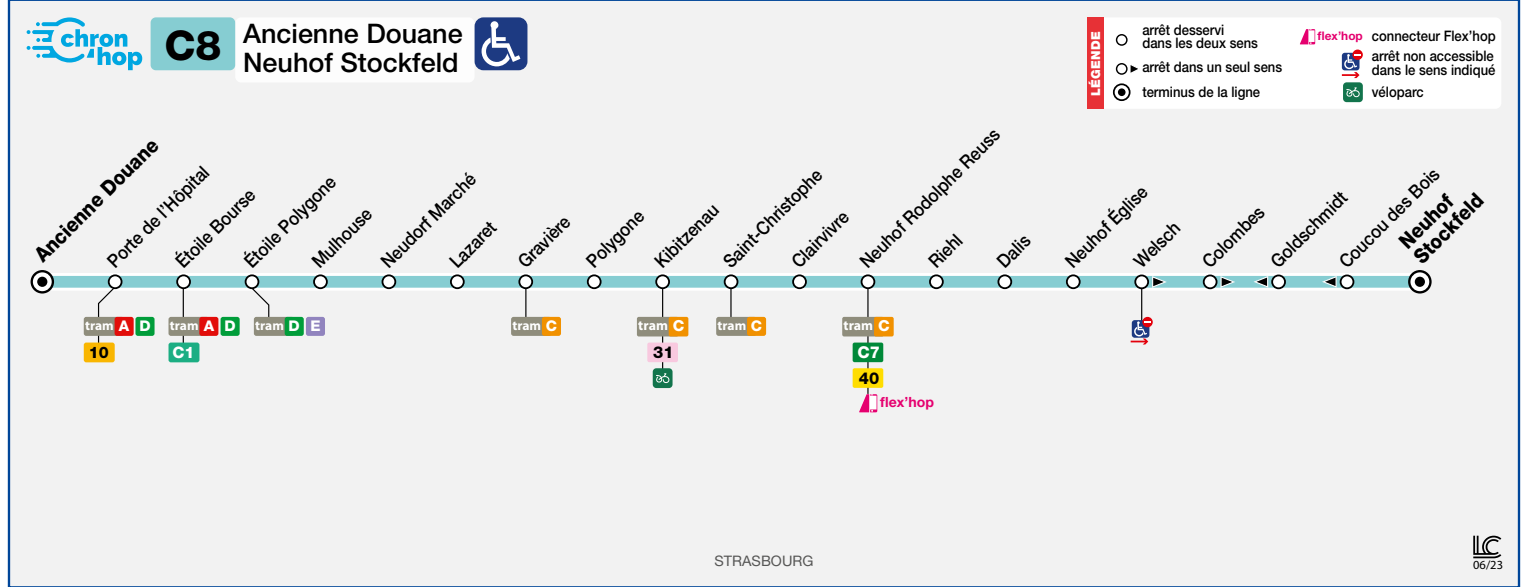 chron
hop
C8
Ancienne Douane
Neuhof Stockfeld
LÉGENDE
arrêt desservi
dans les deux sens
arrêt dans un seul sens
terminus de la ligne
flex'hop
connecteur Flex'hop
arrêt non accessible
dans le sens indiqué
véloparc
Ancienne Douane
Porte de l'Hôpital
Étoile Bourse
Étoile Polygone
Mulhouse
Neudorf Marché
Lazaret
Gravière
Polygone
Kibitzenau
Saint-Christophe
Clairvivre
Neuhof Rodolphe Reuss
Riehl
Dalis
Neuhof Église
Welsch
Colombes
Goldschmidt
Coucou des Bois
Neuhof
Stockfeld
tram A D
10
tram A D
C1
tram D E
tram C
tram C
31
tram C
tram C
C7
40
flex'hop
STRASBOURG
LC
06/23